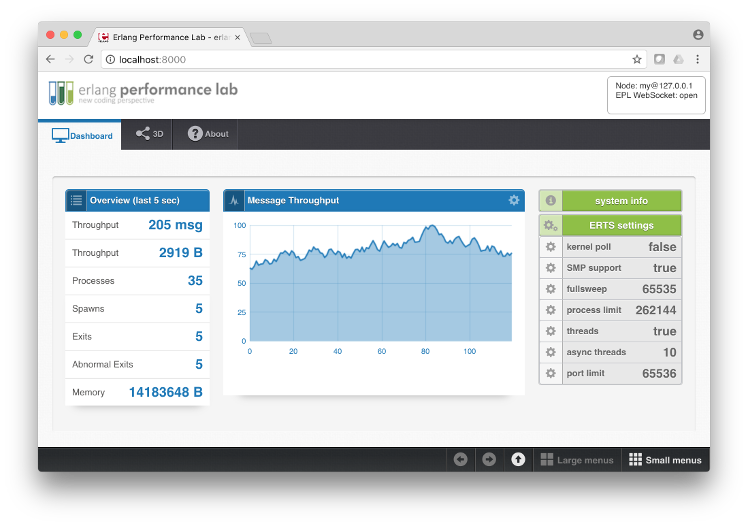 Erlang Performance Lab - erlan
localhost:8000
erlang performance lab
new coding perspective
Node: my@127.0.0.1
EPL WebSocket: open
Dashboard
3D
About
Overview (last 5 sec)
Throughput 205 msg
Throughput 2919 B
Processes 35
Spawns 5
Exits 5
Abnormal Exits 5
Memory 14183648 B
Message Throughput
100
75
50
25
0
0 20 40 60 80 100
system info
ERTS settings
kernel poll false
SMP support true
fullsweep 65535
process limit 262144
threads true
async threads 10
port limit 65536
Large menus
Small menus